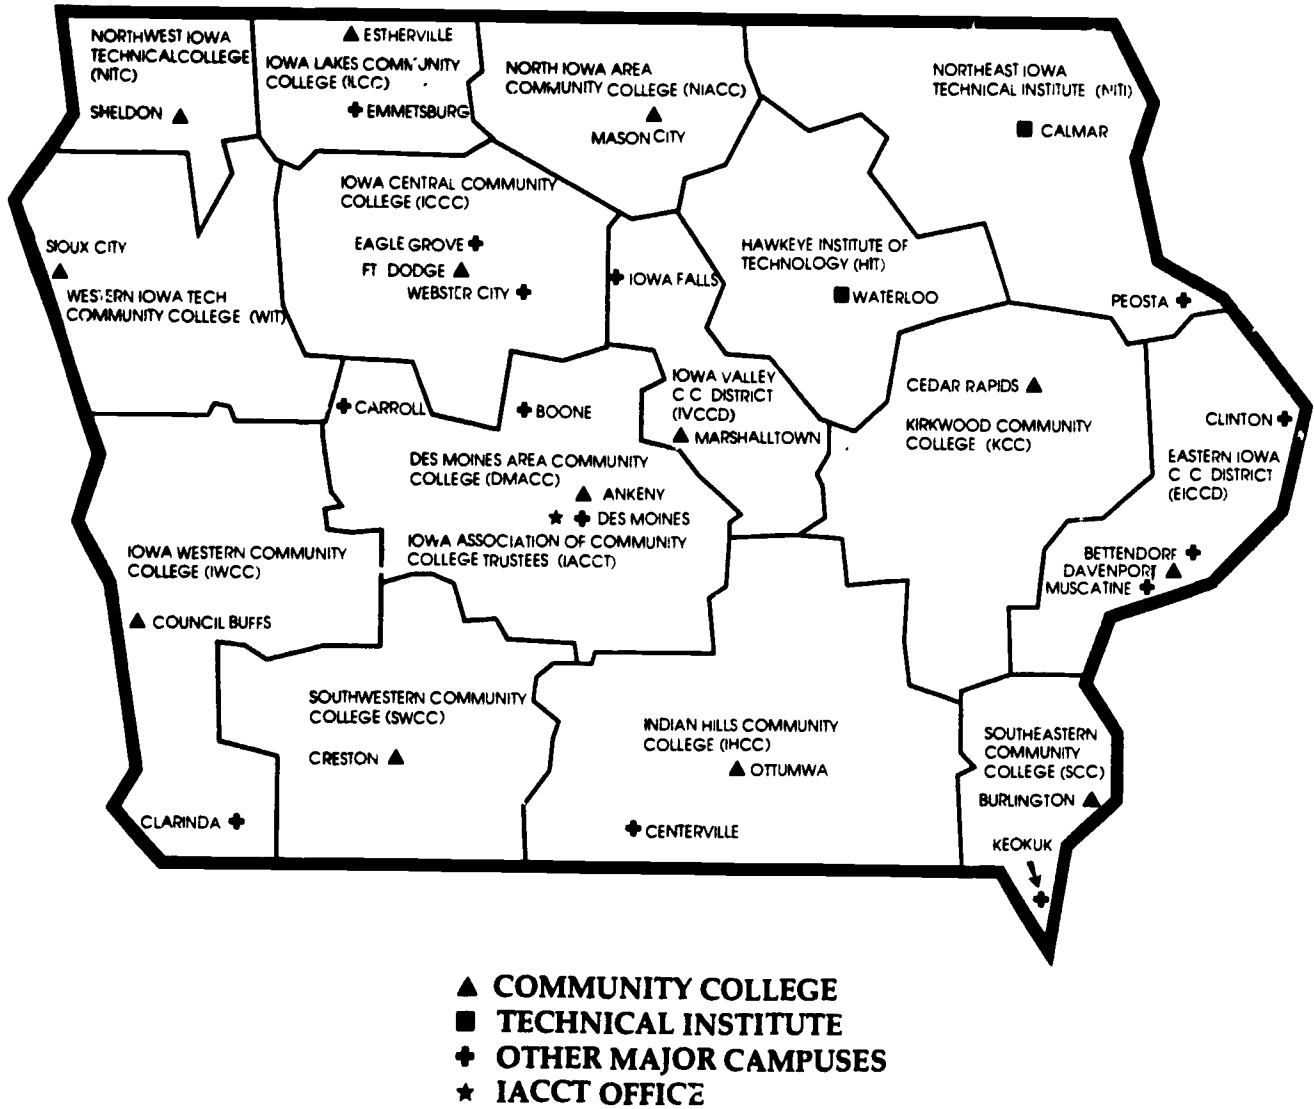 NORTHWEST IOWA
TECHNICALCOLLEGE
(NITC)
SHELDON
ESTHERVILLE
IOWA LAKES COMMUNITY
COLLEGE (ILCC)
EMMETSBURG
NORTH IOWA AREA
COMMUNITY COLLEGE (NIACC)
MASON CITY
NORTHEAST IOWA
TECHNICAL INSTITUTE (NITI)
CALMAR
PEOSTA
SIOUX CITY
WESTERN IOWA TECH
COMMUNITY COLLEGE (WIT)
IOWA CENTRAL COMMUNITY
COLLEGE (ICCC)
EAGLE GROVE
FT DODGE
WEBSTER CITY
IOWA FALLS
HAWKEYE INSTITUTE OF
TECHNOLOGY (HIT)
WATERLOO
CARROLL
BOONE
IOWA VALLEY
C C DISTRICT
(IVCCD)
MARSHALLTOWN
CEDAR RAPIDS
KIRKWOOD COMMUNITY
COLLEGE (KCC)
CLINTON
EASTERN IOWA
C C DISTRICT
(EICCD)
BETTENDORF
DAVENPORT
MUSCATINE
DES MOINES AREA COMMUNITY
COLLEGE (DMACC)
ANKENY
DES MOINES
IOWA ASSOCIATION OF COMMUNITY
COLLEGE TRUSTEES (IACCT)
IOWA WESTERN COMMUNITY
COLLEGE (IWCC)
COUNCIL BUFFS
CLARINDA
SOUTHWESTERN COMMUNITY
COLLEGE (SWCC)
CRESTON
INDIAN HILLS COMMUNITY
COLLEGE (IHCC)
OTTUMWA
CENTERVILLE
SOUTHEASTERN
COMMUNITY
COLLEGE (SCC)
BURLINGTON
KEOKUK
COMMUNITY COLLEGE
TECHNICAL INSTITUTE
OTHER MAJOR CAMPUSES
IACCT OFFICE